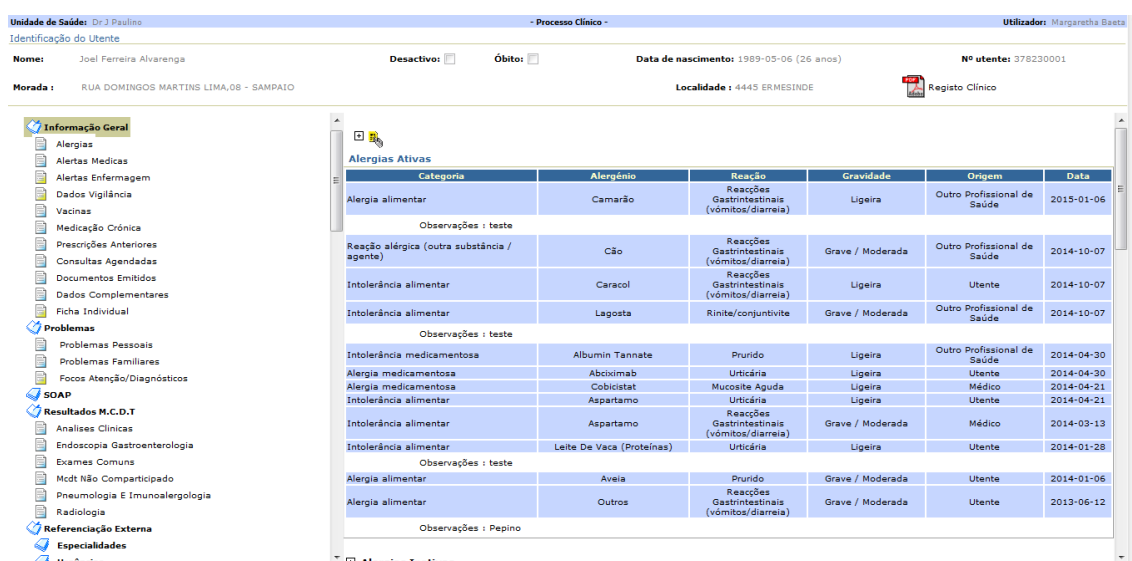 Unidade de Saúde: Dr J Paulino - Processo Clínico - Utilizador: Margaretha Baeta
Identificação do Utente
Nome: Joel Ferreira Alvarenga Desactivo: Óbito: Data de nascimento: 1989-05-06 (26 anos) Nº utente: 378230001
Morada : RUA DOMINGOS MARTINS LIMA,08 - SAMPAIO Localidade : 4445 ERMESINDE PDF Registo Clínico
Informação Geral
Alergias
Alertas Medicas
Alertas Enfermagem
Dados Vigilância
Vacinas
Medicação Crónica
Prescrições Anteriores
Consultas Agendadas
Documentos Emitidos
Dados Complementares
Ficha Individual
Problemas
Problemas Pessoais
Problemas Familiares
Focos Atenção/Diagnósticos
SOAP
Resultados M.C.D.T
Analises Clinicas
Endoscopia Gastroenterologia
Exames Comuns
Mcdt Não Comparticipado
Pneumologia E Imunoalergologia
Radiologia
Referenciação Externa
Especialidades
Alergias Ativas
Categoria Alergénio Reação Gravidade Origem Data
Alergia alimentar Camarão Reacções Gastrintestinais (vómitos/diarreia) Ligeira Outro Profissional de Saúde 2015-01-06
Observações : teste
Reação alérgica (outra substância / agente) Cão Reacções Gastrintestinais (vómitos/diarreia) Grave / Moderada Outro Profissional de Saúde 2014-10-07
Intolerância alimentar Caracol Reacções Gastrintestinais (vómitos/diarreia) Ligeira Utente 2014-10-07
Intolerância alimentar Lagosta Rinite/conjuntivite Grave / Moderada Outro Profissional de Saúde 2014-10-07
Observações : teste
Intolerância medicamentosa Albumin Tannate Prurido Ligeira Outro Profissional de Saúde 2014-04-30
Alergia medicamentosa Abciximab Urticária Ligeira Utente 2014-04-30
Alergia medicamentosa Cobicistat Mucosite Aguda Ligeira Médico 2014-04-21
Intolerância alimentar Aspartamo Urticária Ligeira Utente 2014-04-21
Intolerância alimentar Aspartamo Reacções Gastrintestinais (vómitos/diarreia) Grave / Moderada Médico 2014-03-13
Intolerância alimentar Leite De Vaca (Proteínas) Urticária Ligeira Utente 2014-01-28
Observações : teste
Alergia alimentar Aveia Prurido Grave / Moderada Utente 2014-01-06
Alergia alimentar Outros Reacções Gastrintestinais (vómitos/diarreia) Grave / Moderada Utente 2013-06-12
Observações : Pepino